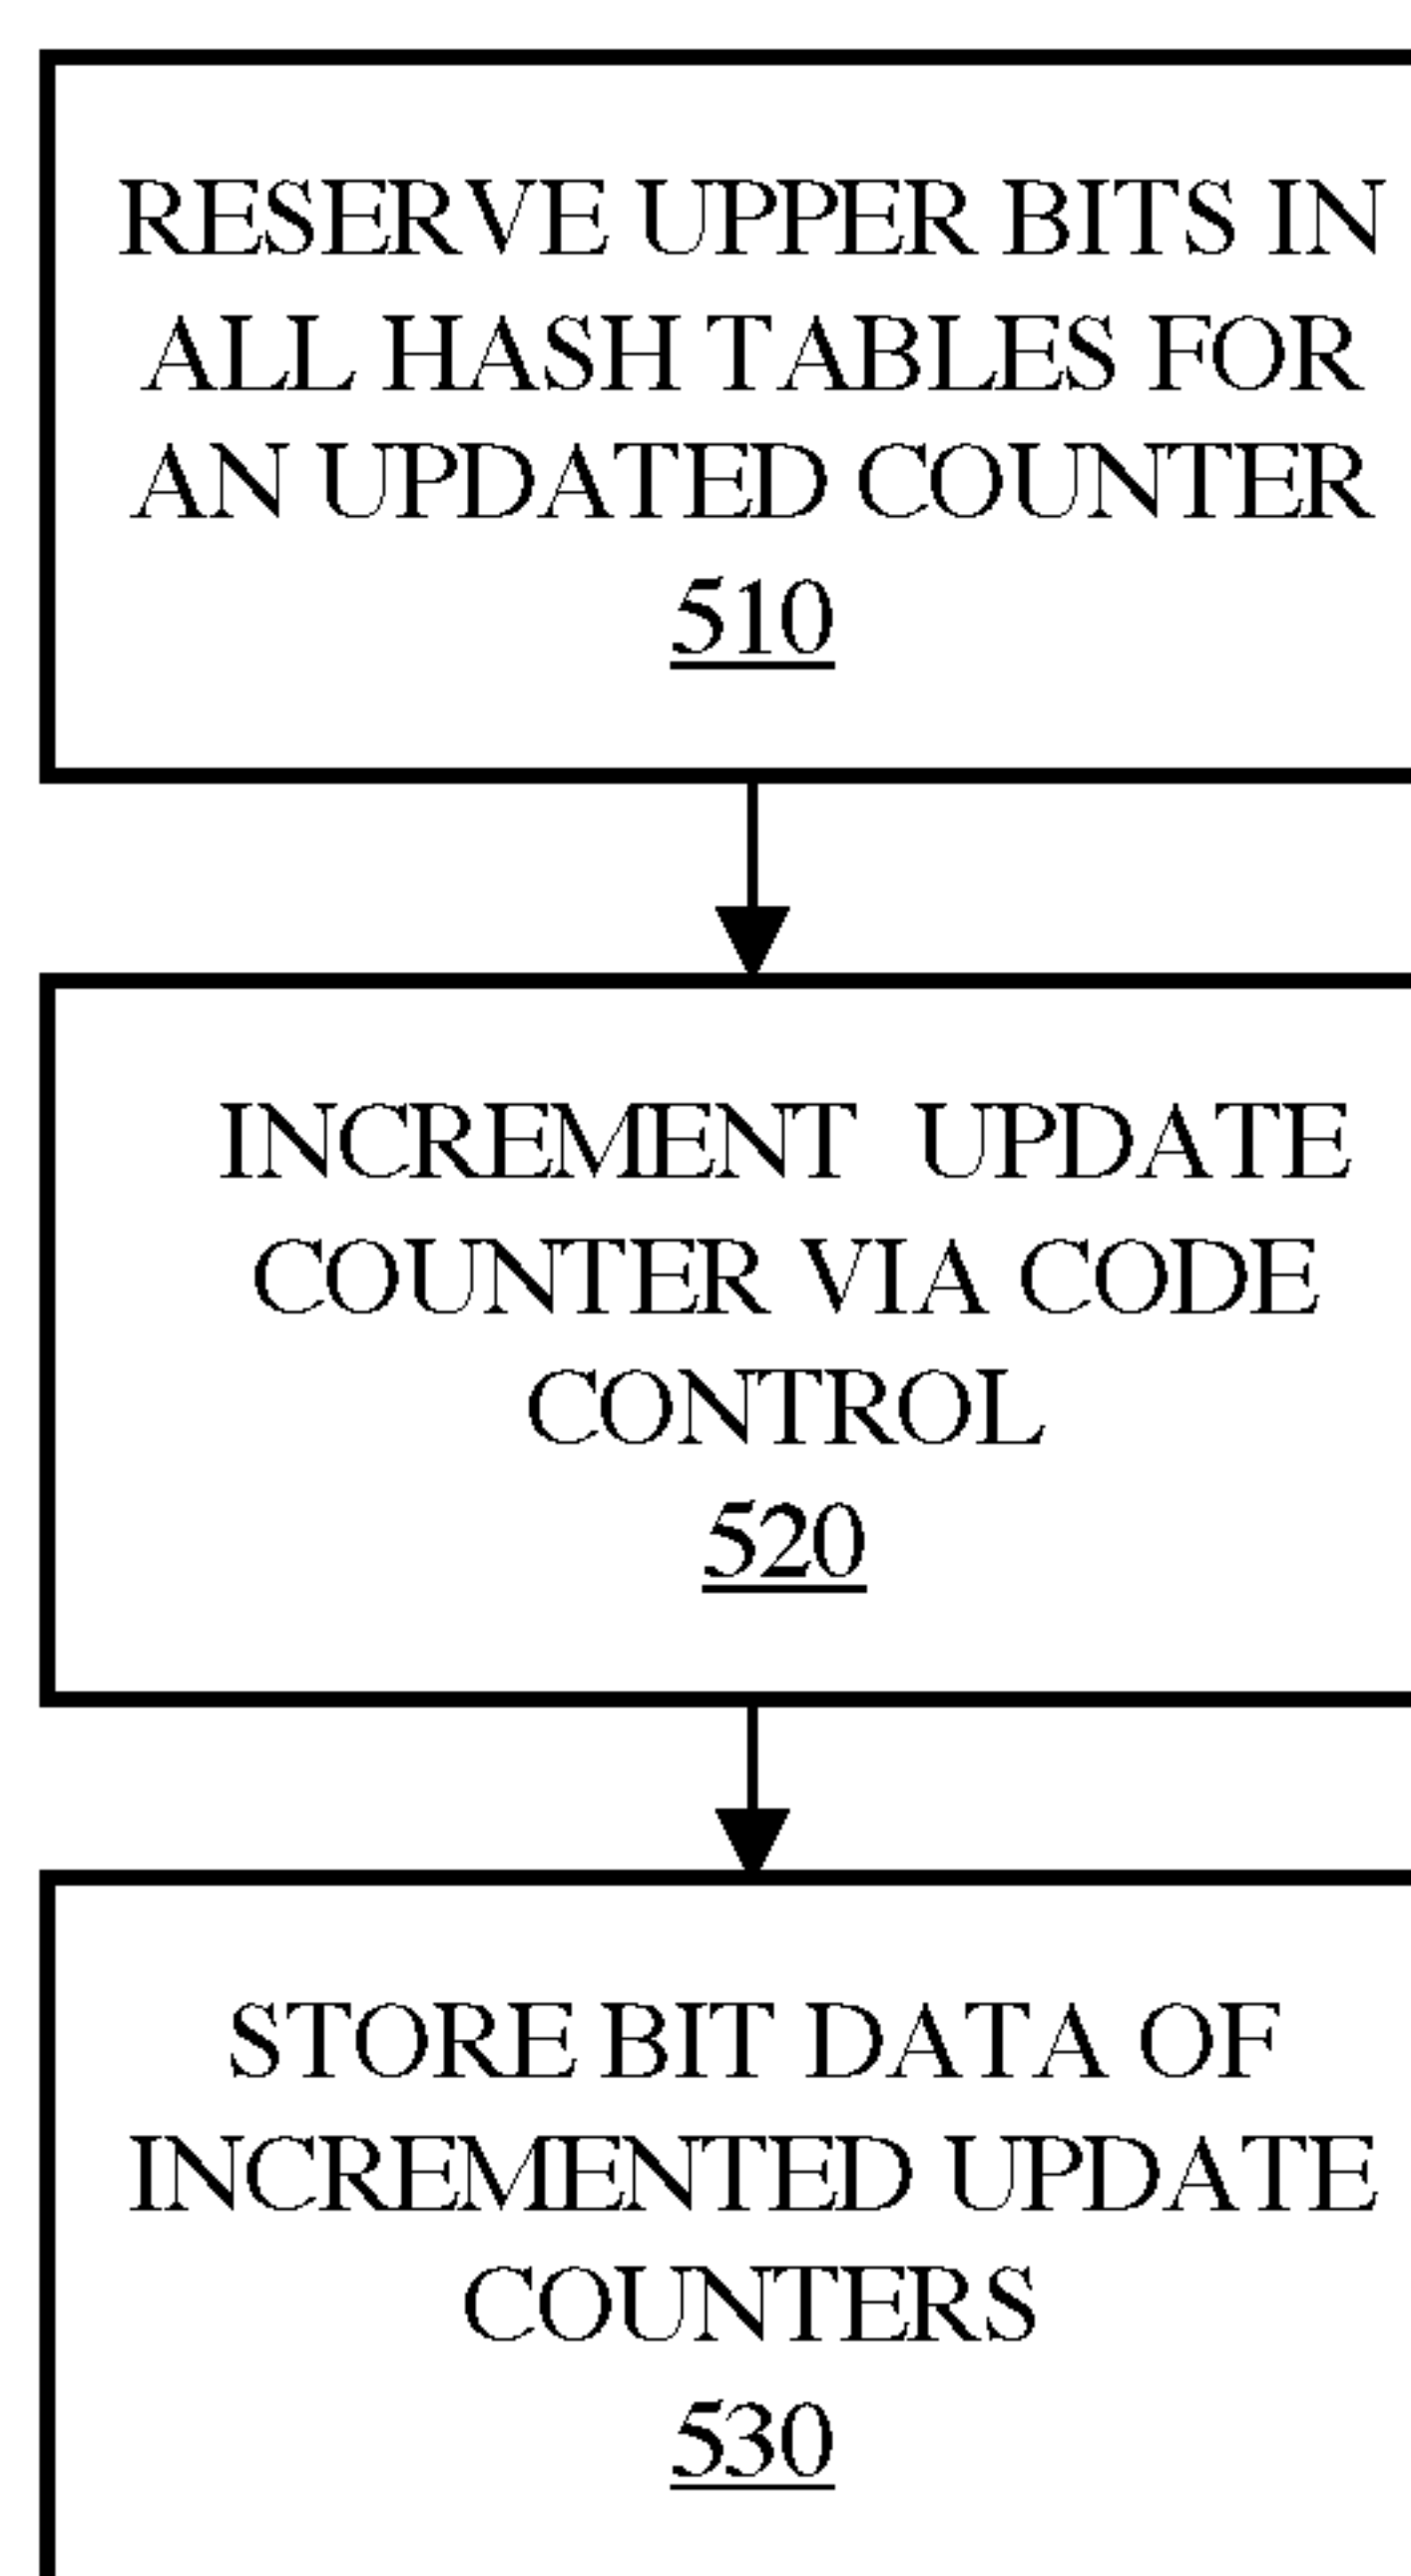 RESERVE UPPER BITS IN
ALL HASH TABLES FOR
AN UPDATED COUNTER
510
INCREMENT UPDATE
COUNTER VIA CODE
CONTROL
520
STORE BIT DATA OF
INCREMENTED UPDATE
COUNTERS
530